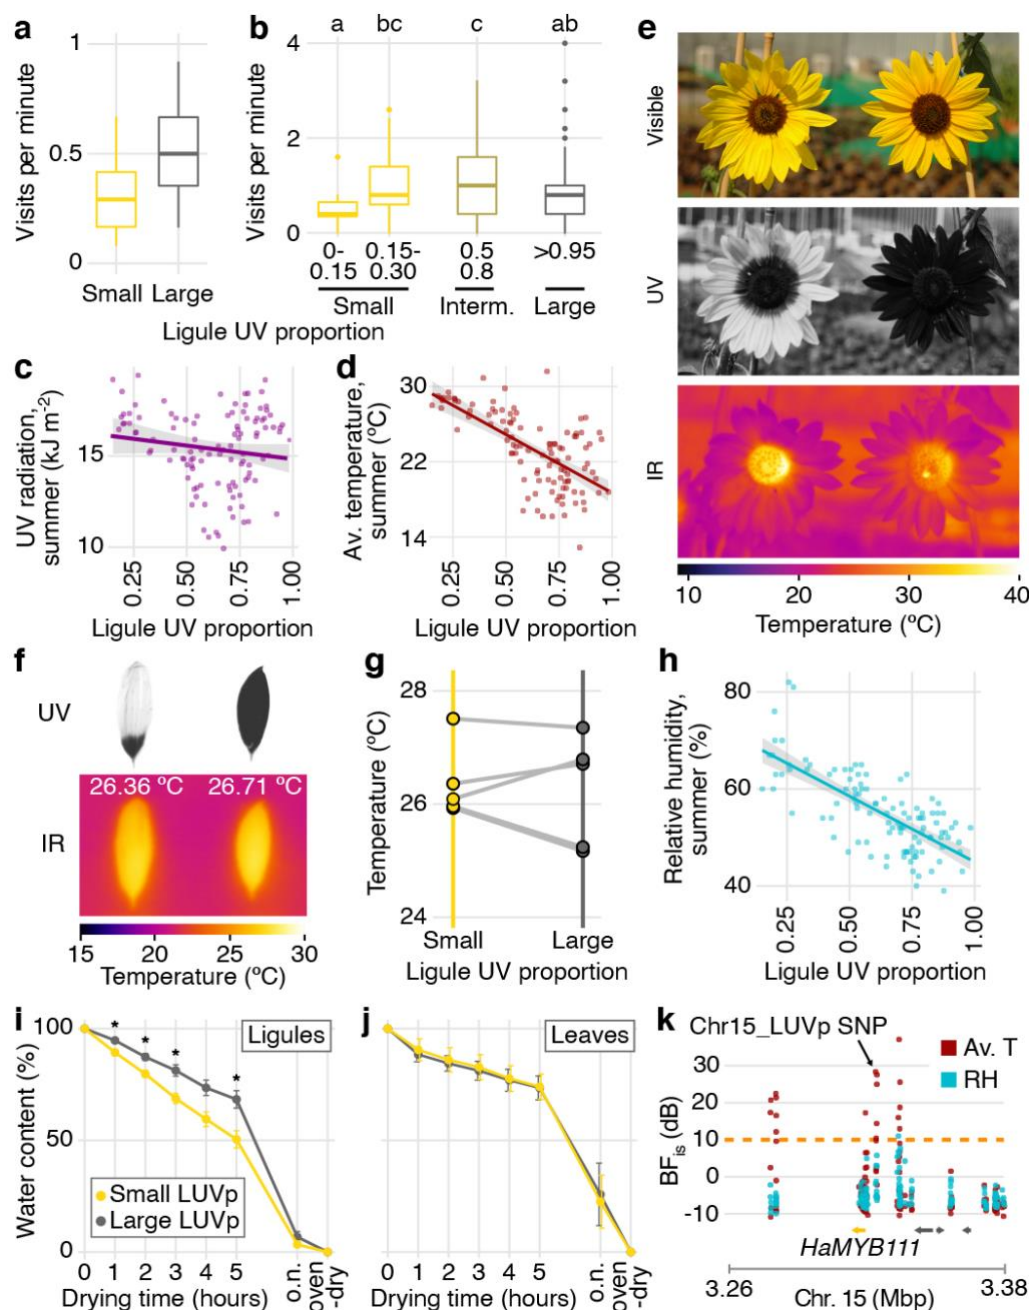 a
Visits per minute
1
0.5
0
Small Large
b
Visits per minute
a bc c ab
4
2
0
0-
0.15
0.15-
0.30
0.5
0.8
>0.95
Small Interm. Large
Ligule UV proportion
c
UV radiation,
summer (kJ m-2)
15
10
0.25 0.50 0.75 1.00
Ligule UV proportion
d
Av. temperature,
summer (ºC)
30
22
14
0.25 0.50 0.75 1.00
Ligule UV proportion
e
Visible
UV
IR
10 20 30 40
Temperature (ºC)
f
UV
IR
26.36 ºC 26.71 ºC
15 20 25 30
Temperature (ºC)
g
Temperature (ºC)
28
26
24
Small Large
Ligule UV proportion
h
Relative humidity,
summer (%)
80
60
40
0.25 0.50 0.75 1.00
Ligule UV proportion
i
Water content (%)
100
50
0
Ligules
* * * *
Small LUVp
Large LUVp
0 1 2 3 4 5 o.n. oven
-dry
Drying time (hours)
j
Leaves
0 1 2 3 4 5 o.n. oven
-dry
Drying time (hours)
k
Chr15_LUVp SNP
Av. T
RH
BFis (dB)
30
20
10
0
-10
HaMYB111
3.26 3.38
Chr. 15 (Mbp)